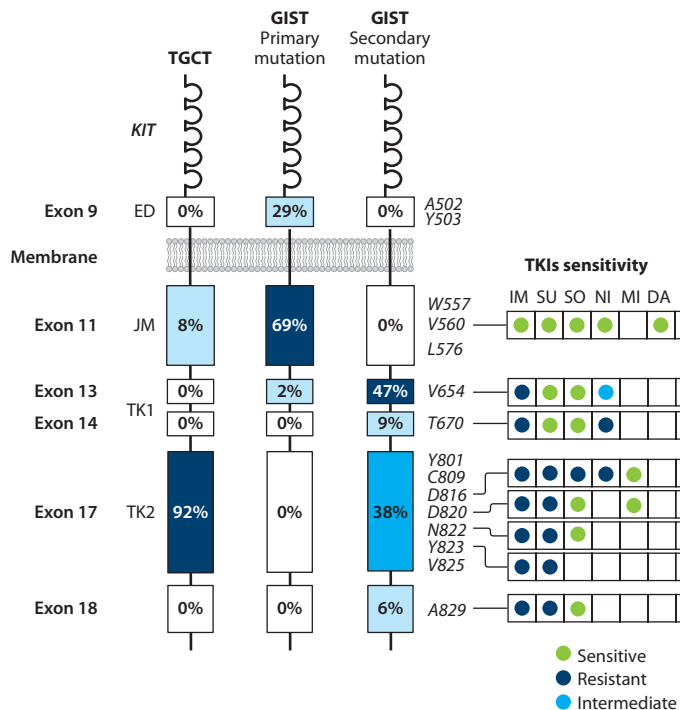 TGCT
GIST
Primary
mutation
GIST
Secondary
mutation
KIT
Exon 9 ED 0% 29% 0% A502
Y503
Membrane
TKIs sensitivity
IM SU SO NI MI DA
W557
Exon 11 JM 8% 69% 0% V560
L576
Exon 13 0% 2% 47% V654
TK1
Exon 14 0% 0% 9% T670
Y801
C809
D816
Exon 17 TK2 92% 0% 38% D820
N822
Y823
V825
Exon 18 0% 0% 6% A829
Sensitive
Resistant
Intermediate